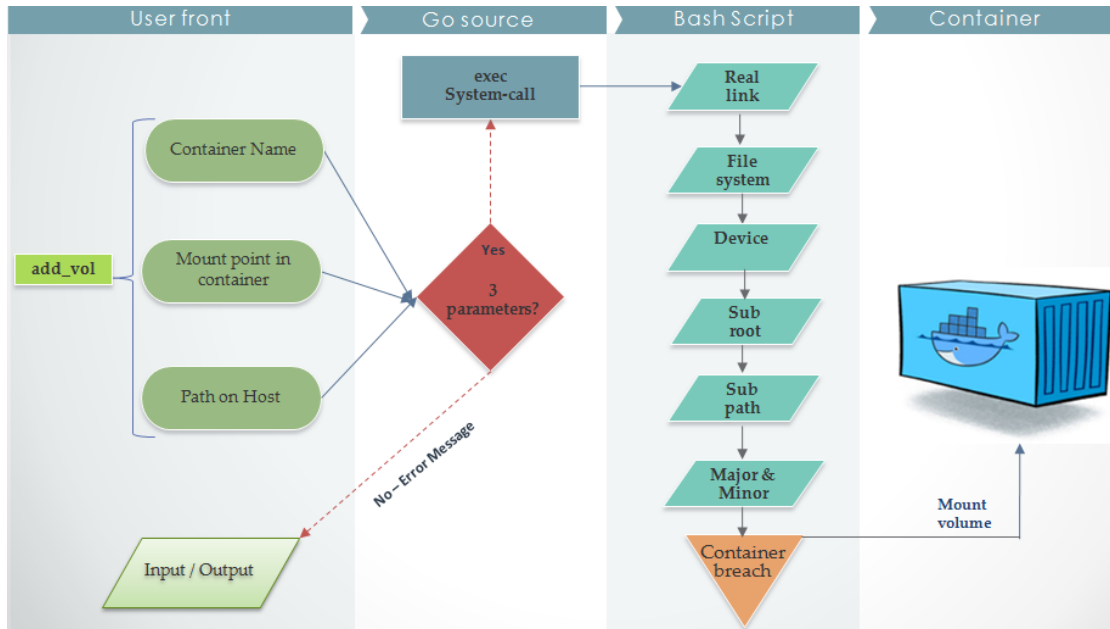 User front
Go source
Bash Script
Container
exec
System-call
Real
link
Container Name
File
system
Device
Yes
3
parameters?
add_vol
Mount point in
container
Sub
root
Path on Host
Sub
path
No – Error Message
Major &
Minor
Mount
volume
Container
breach
Input / Output